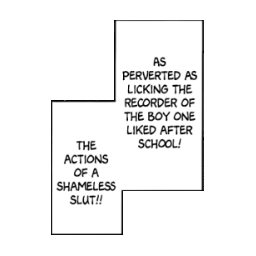 AS
PERVERTED AS
LICKING THE
RECORDER OF
THE BOY ONE
LIKED AFTER
SCHOOL!
THE
ACTIONS
OF A
SHAMELESS
SLUT!!